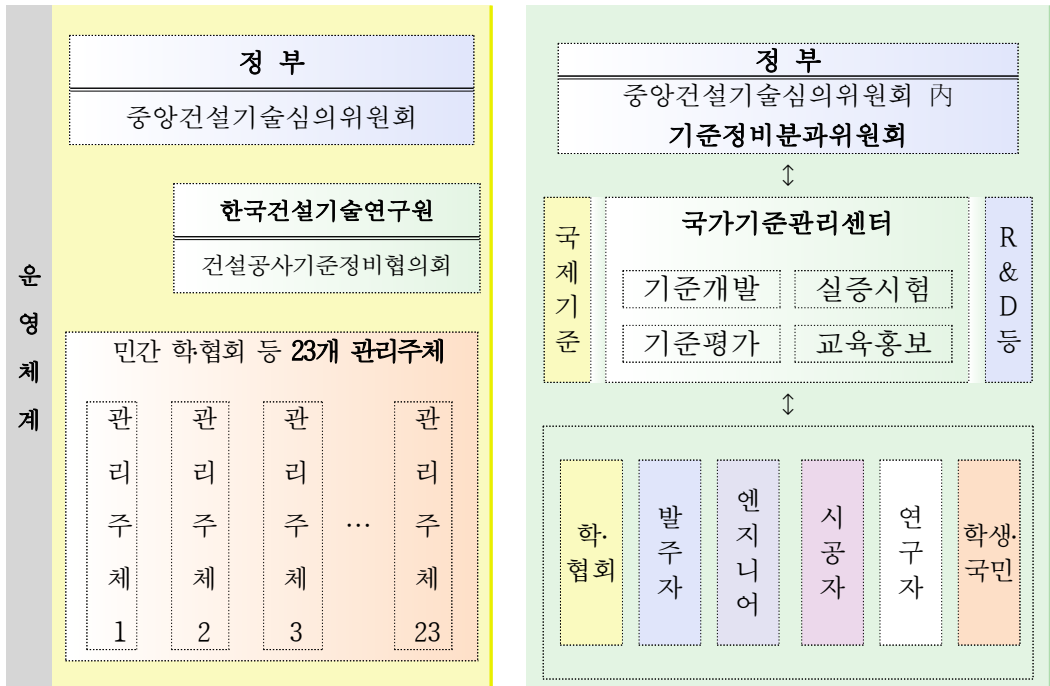 운영체계
정 부
중앙건설기술심의위원회
한국건설기술연구원
건설공사기준정비협의회
민간 학·협회 등 23개 관리주체
관리주체1
관리주체2
관리주체3
…
관리주체23
정 부
중앙건설기술심의위원회 內
기준정비분과위원회
↕
국제기준
국가기준관리센터
기준개발
실증시험
기준평가
교육홍보
R&D등
↕
학·
협회
발주자
엔지니어
시공자
연구자
학생·
국민